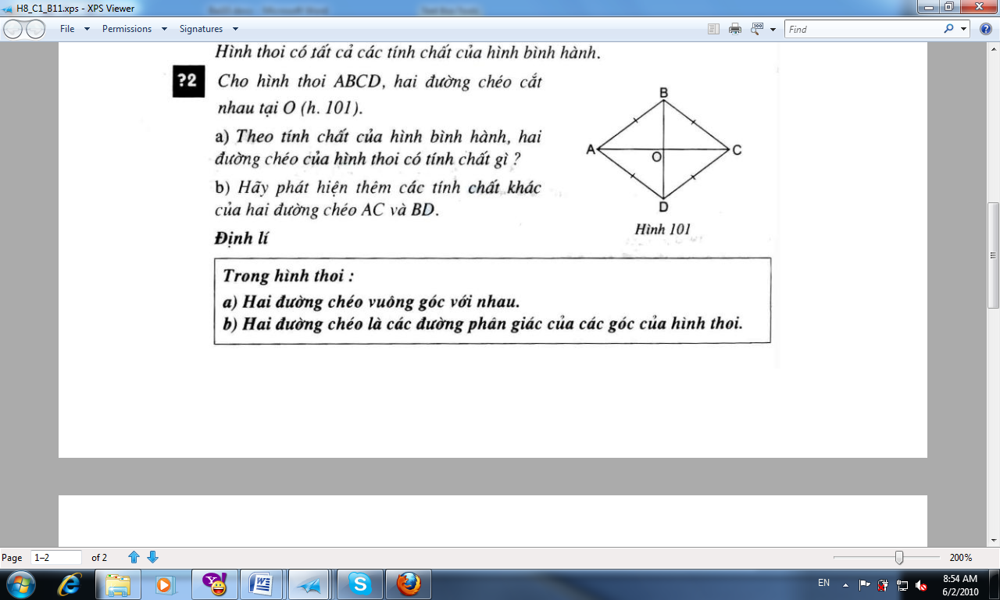 H8_C1_B11.xps - XPS Viewer
File Permissions Signatures Find
Hình thoi có tất cả các tính chất của hình bình hành.
?2 Cho hình thoi ABCD, hai đường chéo cắt
nhau tại O (h. 101).
a) Theo tính chất của hình bình hành, hai
đường chéo của hình thoi có tính chất gì ?
b) Hãy phát hiện thêm các tính chất khác
của hai đường chéo AC và BD.
B
A
O
C
D
Hình 101
Định lí
Trong hình thoi :
a) Hai đường chéo vuông góc với nhau.
b) Hai đường chéo là các đường phân giác của các góc của hình thoi.
Page 1–2 of 2 200%
EN 8:54 AM
6/2/2010